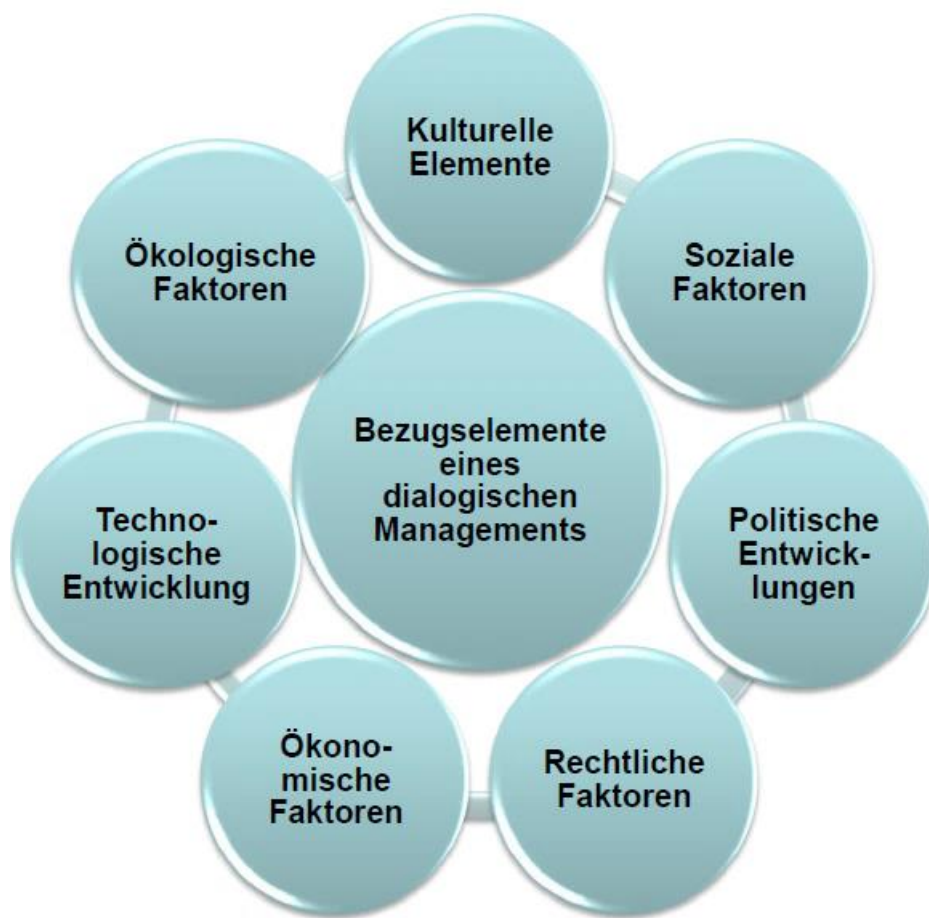 Kulturelle
Elemente
Soziale
Faktoren
Politische
Entwick-
lungen
Rechtliche
Faktoren
Ökono-
mische
Faktoren
Techno-
logische
Entwicklung
Ökologische
Faktoren
Bezugselemente
eines
dialogischen
Managements